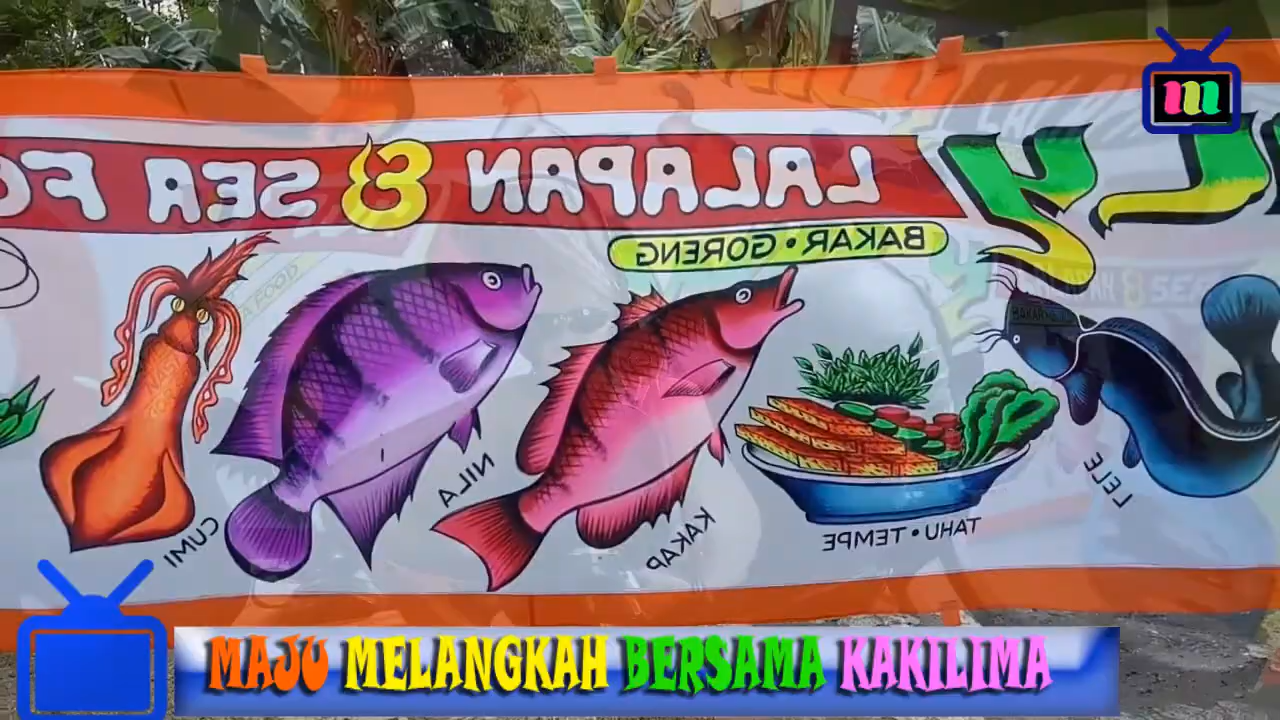 m
LALAPAN & SEA FO
BAKAR • GORENG
LELE
TAHU • TEMPE
KAKAP
NILA
CUMI
MAJU MELANGKAH BERSAMA KAKILIMA